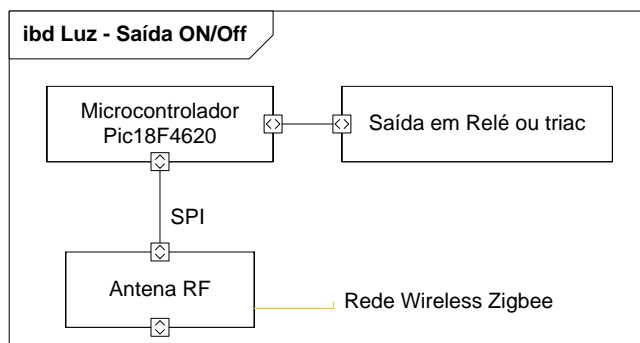 ibd Luz - Saída ON/Off
Microcontrolador
Pic18F4620
Saída em Relé ou triac
SPI
Antena RF
Rede Wireless Zigbee